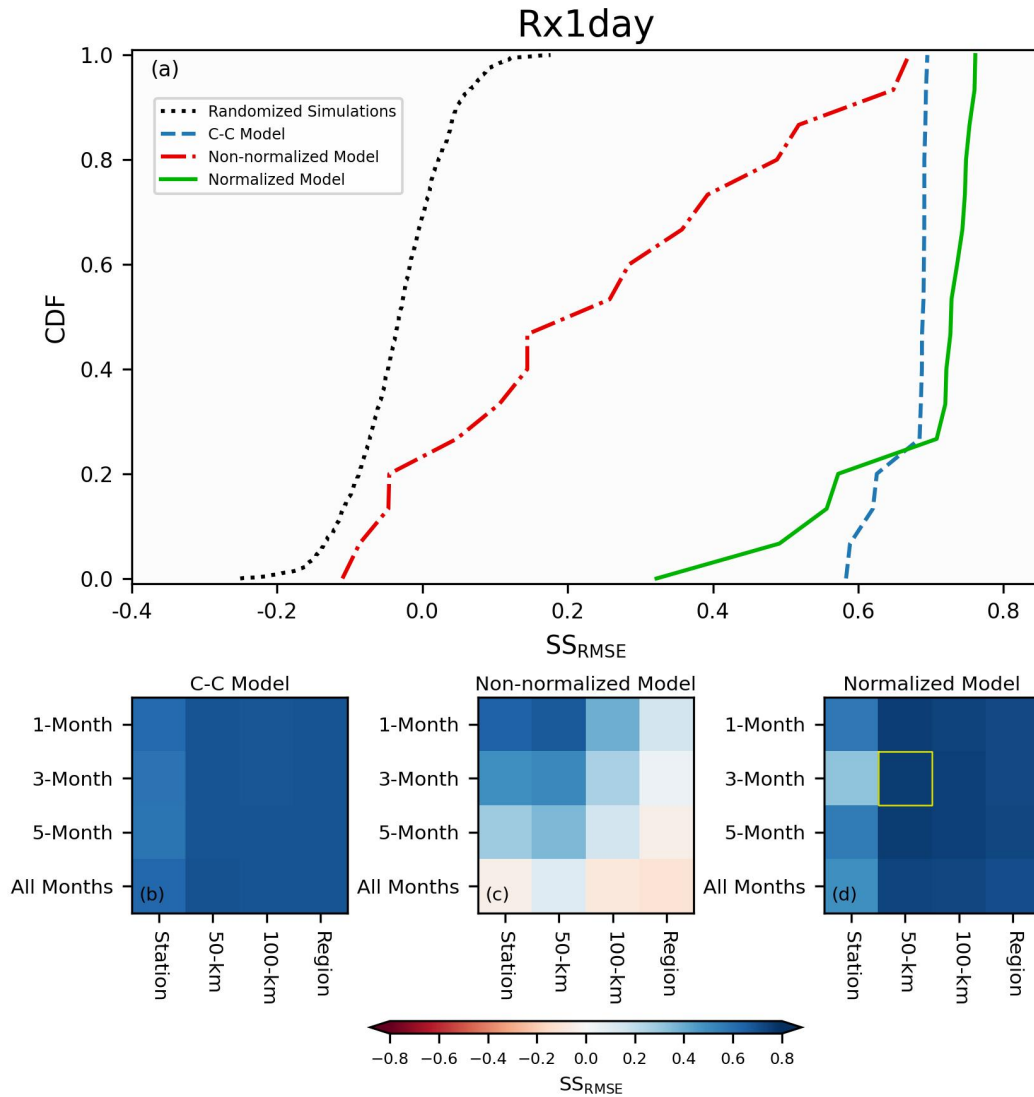 Rx1day
(a)
Randomized Simulations
C-C Model
Non-normalized Model
Normalized Model
1.0
0.8
0.6
0.4
0.2
0.0
CDF
-0.4 -0.2 0.0 0.2 0.4 0.6 0.8
SS_RMSE
C-C Model Non-normalized Model Normalized Model
1-Month
3-Month
5-Month
All Months
(b)
Station 50-km 100-km Region
1-Month
3-Month
5-Month
All Months
(c)
Station 50-km 100-km Region
1-Month
3-Month
5-Month
All Months
(d)
Station 50-km 100-km Region
−0.8 −0.6 −0.4 −0.2 0.0 0.2 0.4 0.6 0.8
SS_RMSE